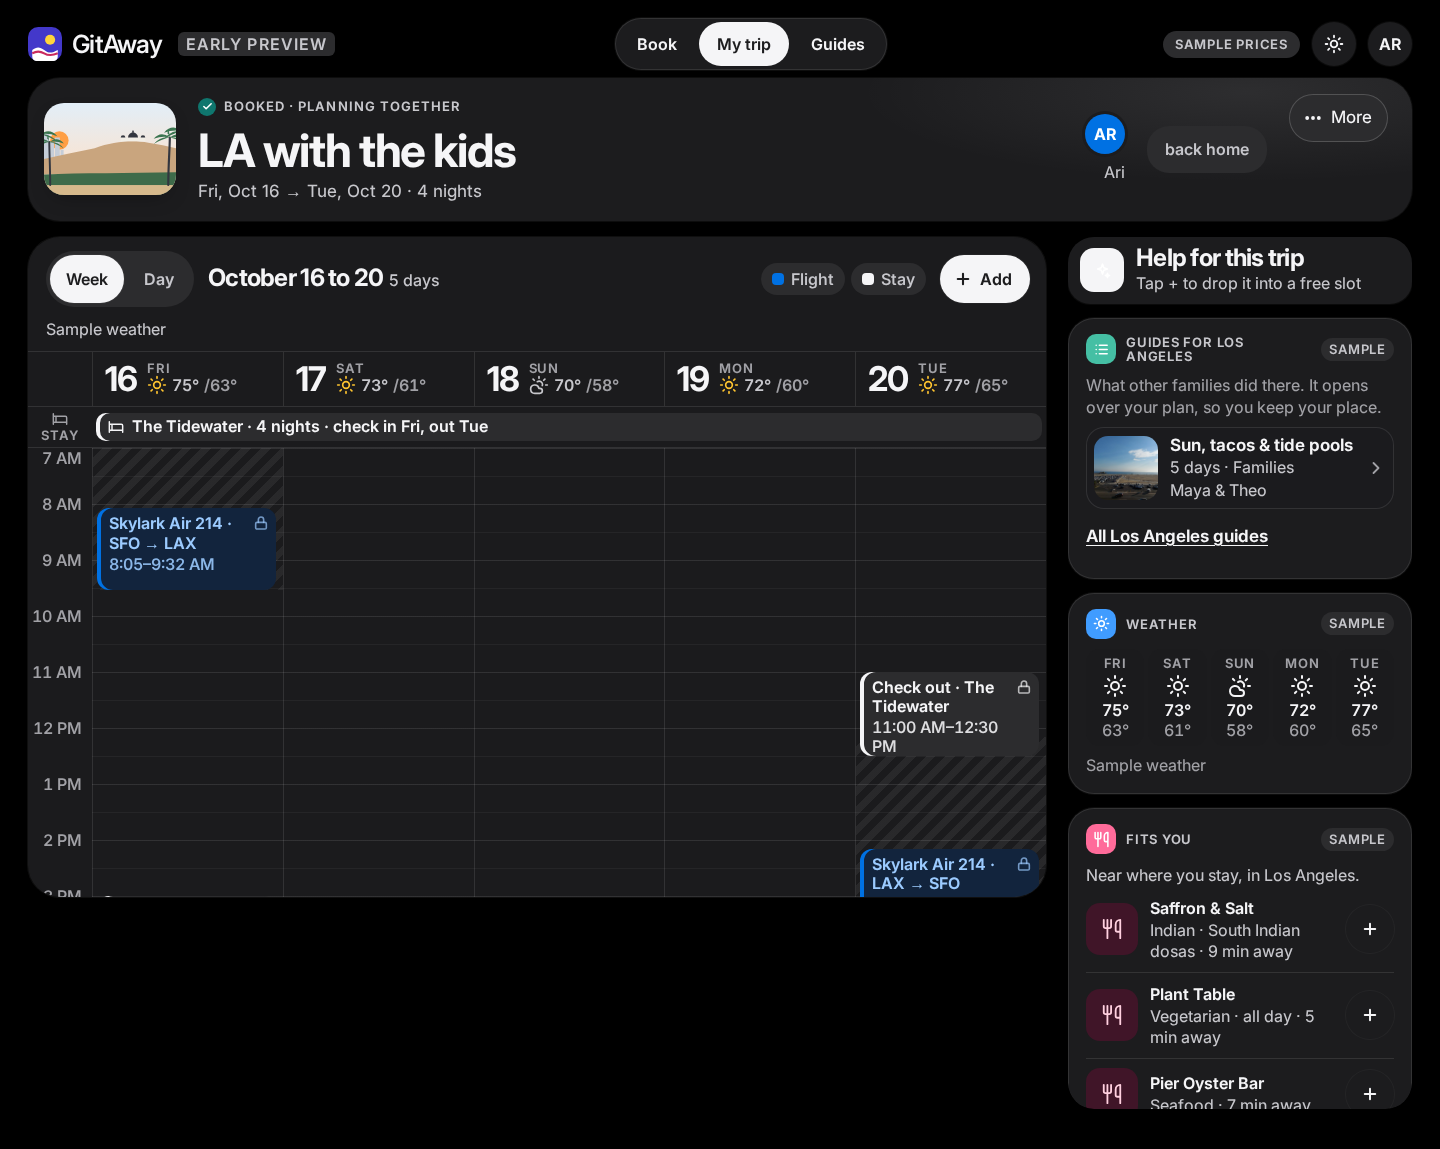 GitAway
EARLY PREVIEW
Book
My trip
Guides
SAMPLE PRICES
AR
BOOKED · PLANNING TOGETHER
LA with the kids
Fri, Oct 16 → Tue, Oct 20 · 4 nights
AR
Ari
back home
More
Week
Day
October 16 to 20 5 days
Flight
Stay
Add
Sample weather
16 FRI
75° /63°
17 SAT
73° /61°
18 SUN
70° /58°
19 MON
72° /60°
20 TUE
77° /65°
STAY
The Tidewater · 4 nights · check in Fri, out Tue
7 AM
8 AM
Skylark Air 214 ·
SFO → LAX
8:05–9:32 AM
9 AM
10 AM
11 AM
Check out · The
Tidewater
11:00 AM–12:30
PM
12 PM
1 PM
2 PM
Skylark Air 214 ·
LAX → SFO
Help for this trip
Tap + to drop it into a free slot
GUIDES FOR LOS
ANGELES
SAMPLE
What other families did there. It opens
over your plan, so you keep your place.
Sun, tacos & tide pools
5 days · Families
Maya & Theo
All Los Angeles guides
WEATHER
SAMPLE
FRI
SAT
SUN
MON
TUE
75°
73°
70°
72°
77°
63°
61°
58°
60°
65°
Sample weather
FITS YOU
SAMPLE
Near where you stay, in Los Angeles.
Saffron & Salt
Indian · South Indian
dosas · 9 min away
Plant Table
Vegetarian · all day · 5
min away
Pier Oyster Bar
Seafood · 7 min away